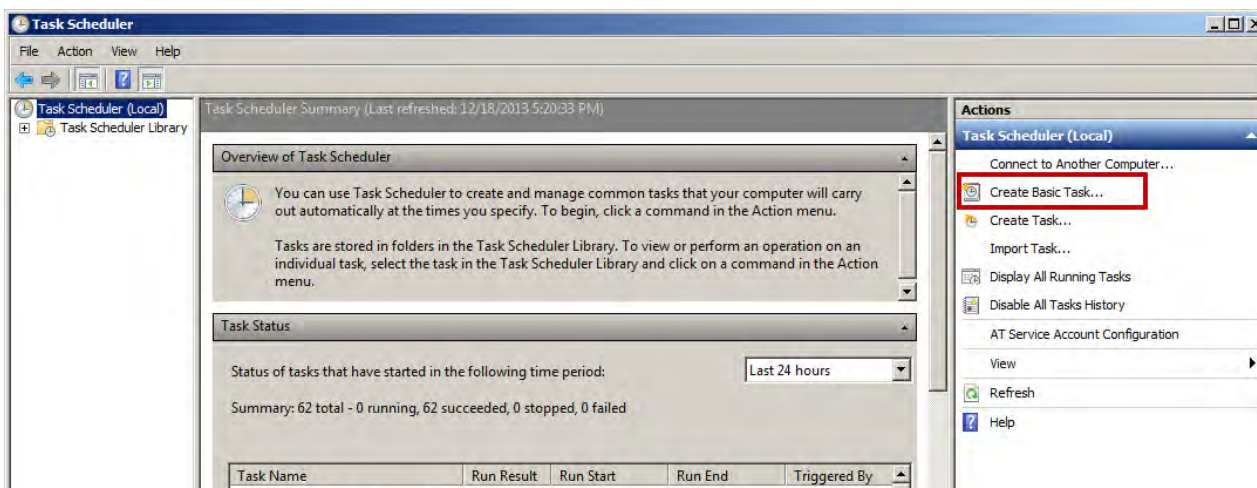 Task Scheduler
File Action View Help
Task Scheduler (Local)
Task Scheduler Library
Task Scheduler Summary (Last refreshed: 12/18/2013 5:20:33 PM)
Overview of Task Scheduler
You can use Task Scheduler to create and manage common tasks that your computer will carry
out automatically at the times you specify. To begin, click a command in the Action menu.
Tasks are stored in folders in the Task Scheduler Library. To view or perform an operation on an
individual task, select the task in the Task Scheduler Library and click on a command in the Action
menu.
Task Status
Status of tasks that have started in the following time period:
Last 24 hours
Summary: 62 total - 0 running, 62 succeeded, 0 stopped, 0 failed
Task Name Run Result Run Start Run End Triggered By
Actions
Task Scheduler (Local)
Connect to Another Computer...
Create Basic Task...
Create Task...
Import Task...
Display All Running Tasks
Disable All Tasks History
AT Service Account Configuration
View
Refresh
Help